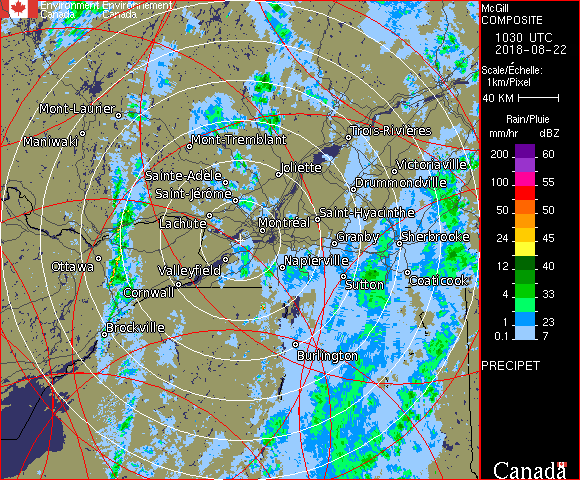 Environment Environnement
Canada Canada
McGill
COMPOSITE
1030 UTC
2018-08-22
Scale/Échelle:
1km/Pixel
40 KM
Rain/Pluie
mm/hr dBZ
200 60
100 55
50 50
24 45
12 40
4 33
1 23
0.1 7
PRECIPET
Canada
Mont-Laurier
Maniwaki
Mont-Tremblant
Trois-Rivières
Victoriaville
Joliette
Sainte-Adèle
Drummondville
Saint-Jérôme
Saint-Hyacinthe
Lachute
Montréal
Granby
Sherbrooke
Ottawa
Valleyfield
Napierville
Sutton
Coaticook
Cornwall
Brockville
Burlington